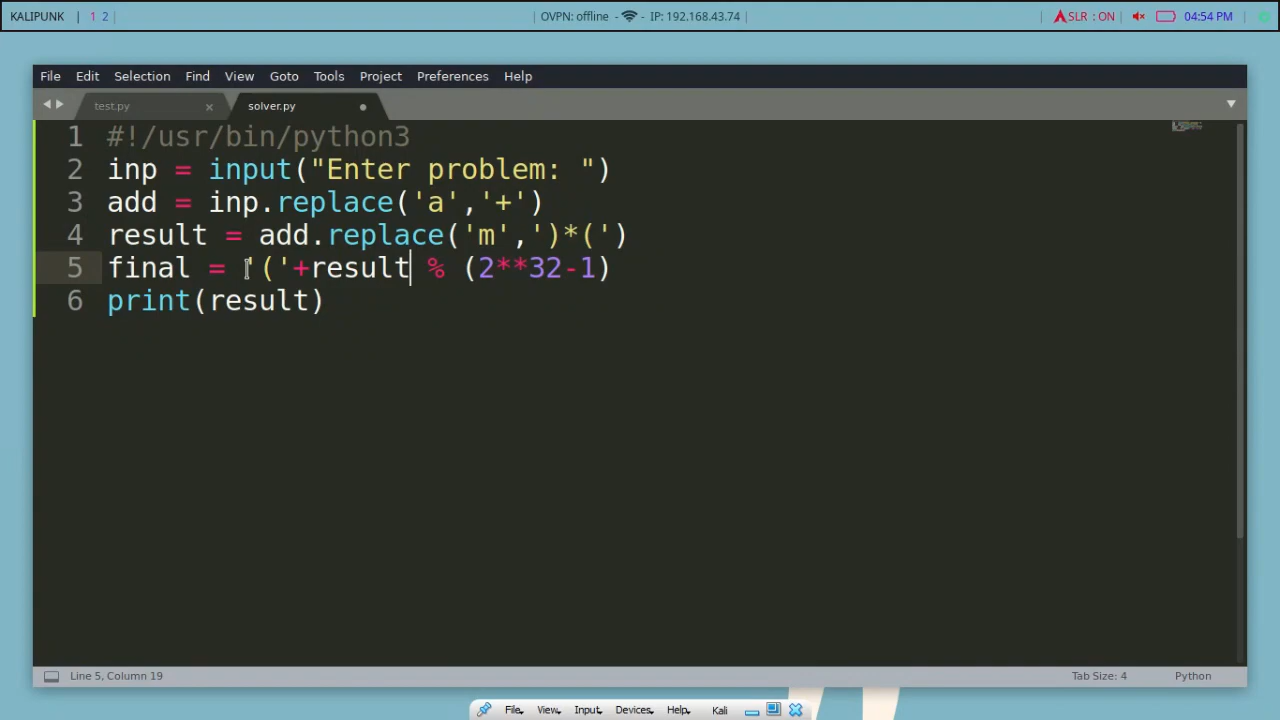 KALIPUNK | 1 2 | OVPN: offline - - IP: 192.168.43.74 | | SLR : ON | 04:54 PM |
File Edit Selection Find View Goto Tools Project Preferences Help
test.py × solver.py
1 #!/usr/bin/python3
2 inp = input("Enter problem: ")
3 add = inp.replace('a','+')
4 result = add.replace('m',')*(')
5 final = '('+result % (2**32-1)
6 print(result)
Line 5, Column 19 Tab Size: 4 Python
File View Input Devices Help Kali